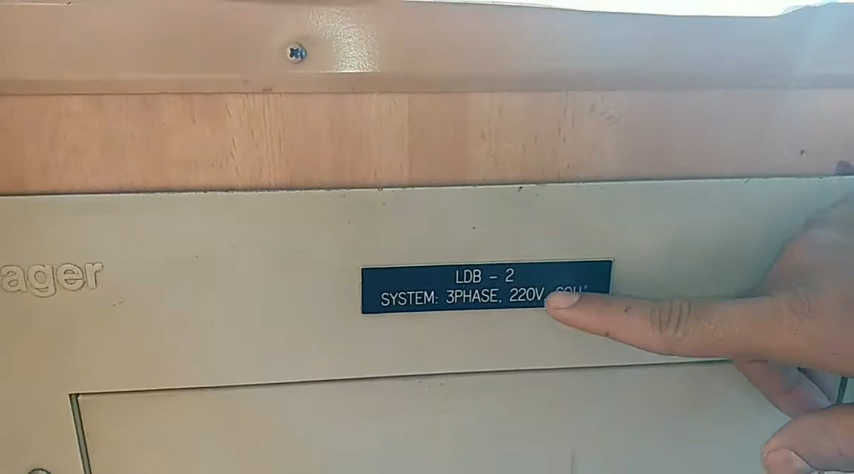 ager
LDB - 2
SYSTEM: 3PHASE, 220V,